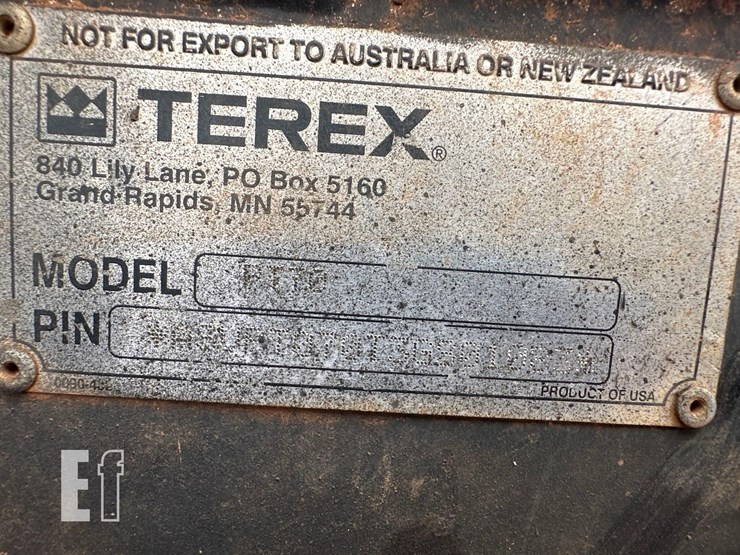 NOT FOR EXPORT TO AUSTRALIA OR NEW ZEALAND
TEREX®
840 Lily Lane, PO Box 5160
Grand Rapids, MN 55744
MODEL
PIN
PRODUCT OF USA
Ef